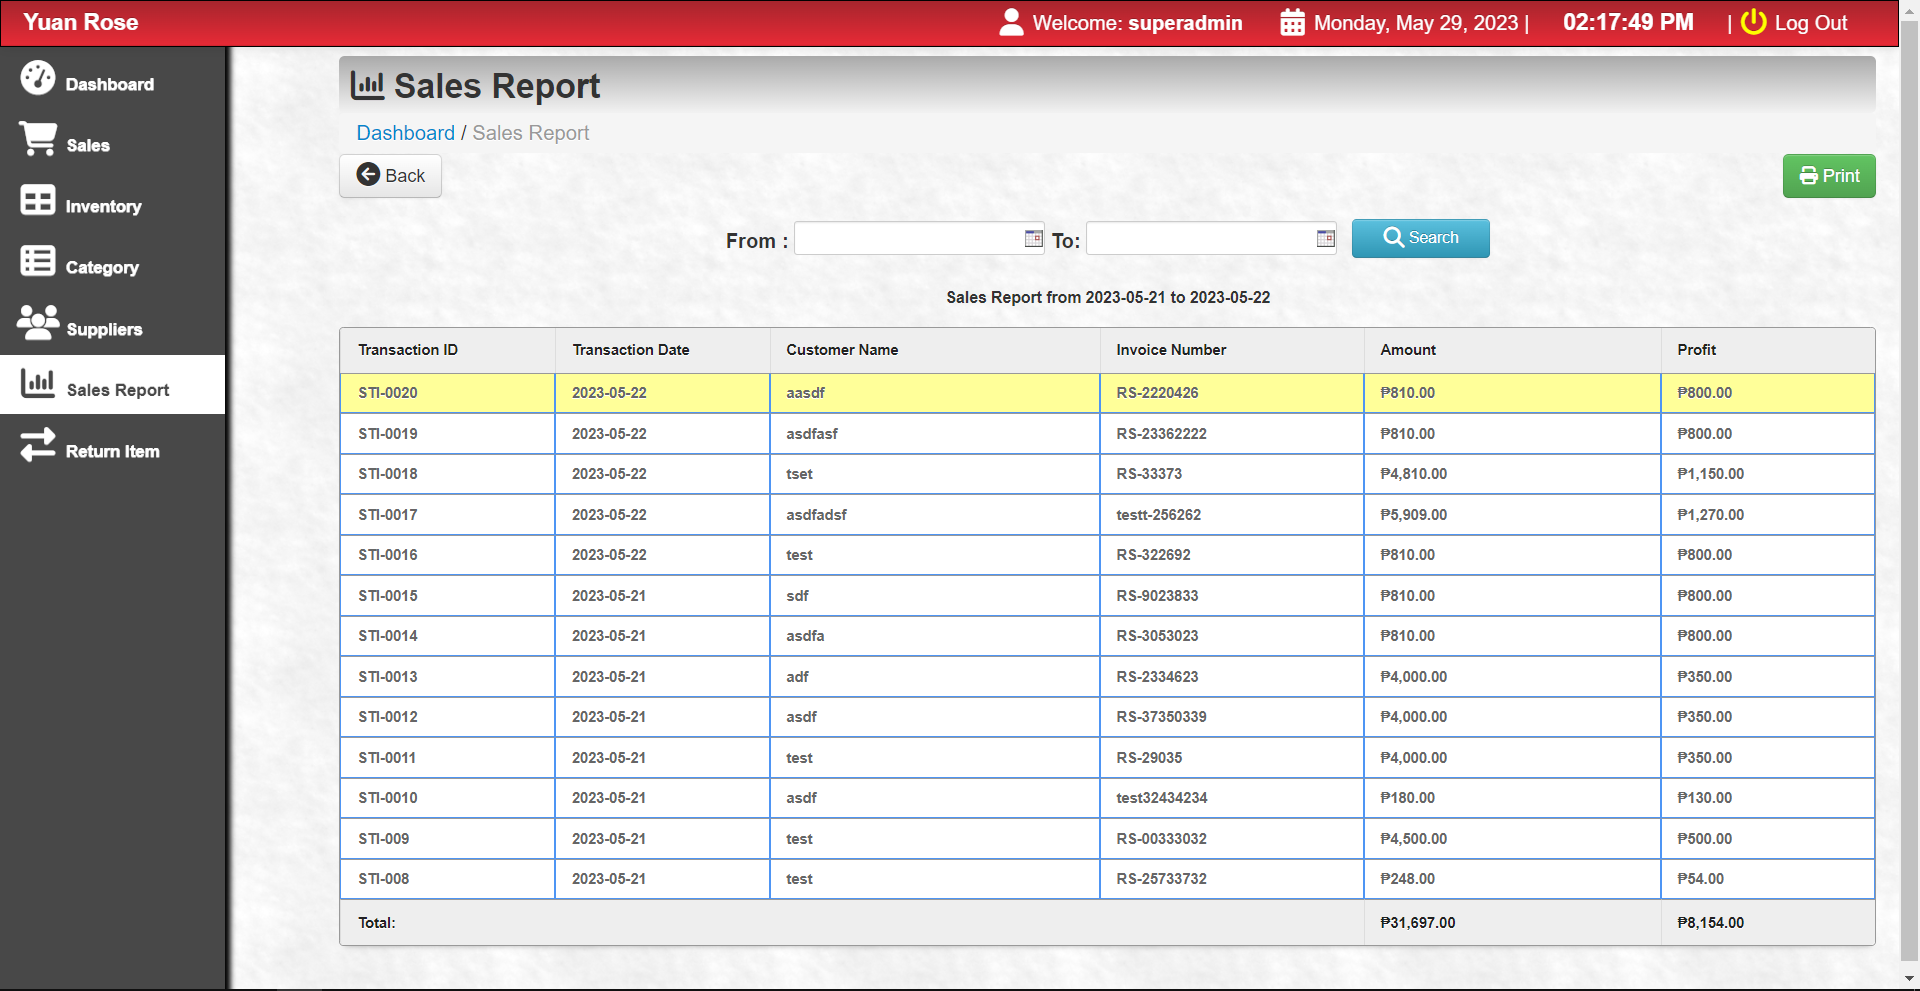 Yuan Rose
Welcome: superadmin
Monday, May 29, 2023 |
02:17:49 PM
| Log Out
Dashboard
Sales
Inventory
Category
Suppliers
Sales Report
Return Item
Sales Report
Dashboard / Sales Report
Back
Print
From :
To:
Search
Sales Report from 2023-05-21 to 2023-05-22
Transaction ID Transaction Date Customer Name Invoice Number Amount Profit
STI-0020 2023-05-22 aasdf RS-2220426 ₱810.00 ₱800.00
STI-0019 2023-05-22 asdfasf RS-23362222 ₱810.00 ₱800.00
STI-0018 2023-05-22 tset RS-33373 ₱4,810.00 ₱1,150.00
STI-0017 2023-05-22 asdfadsf testt-256262 ₱5,909.00 ₱1,270.00
STI-0016 2023-05-22 test RS-322692 ₱810.00 ₱800.00
STI-0015 2023-05-21 sdf RS-9023833 ₱810.00 ₱800.00
STI-0014 2023-05-21 asdfa RS-3053023 ₱810.00 ₱800.00
STI-0013 2023-05-21 adf RS-2334623 ₱4,000.00 ₱350.00
STI-0012 2023-05-21 asdf RS-37350339 ₱4,000.00 ₱350.00
STI-0011 2023-05-21 test RS-29035 ₱4,000.00 ₱350.00
STI-0010 2023-05-21 asdf test32434234 ₱180.00 ₱130.00
STI-009 2023-05-21 test RS-00333032 ₱4,500.00 ₱500.00
STI-008 2023-05-21 test RS-25733732 ₱248.00 ₱54.00
Total: ₱31,697.00 ₱8,154.00